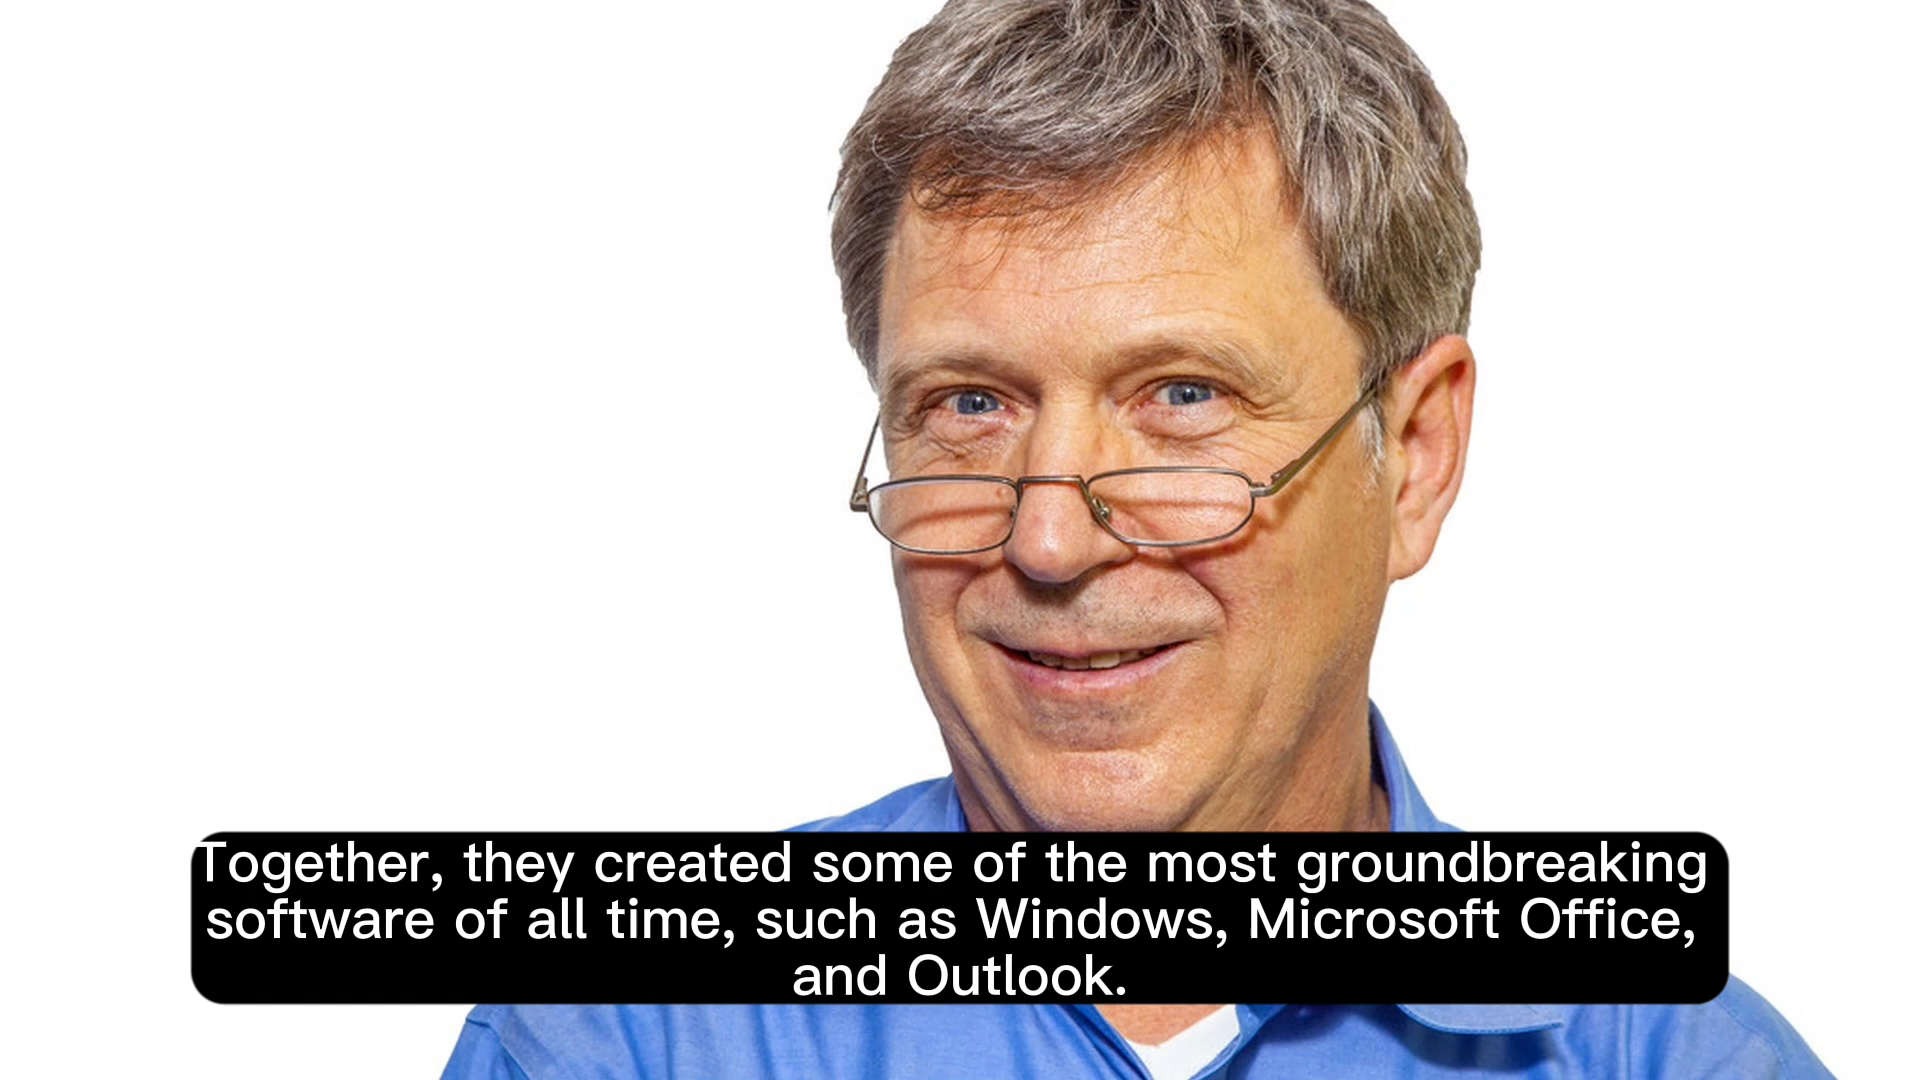 Together, they created some of the most groundbreaking
software of all time, such as Windows, Microsoft Office,
and Outlook.